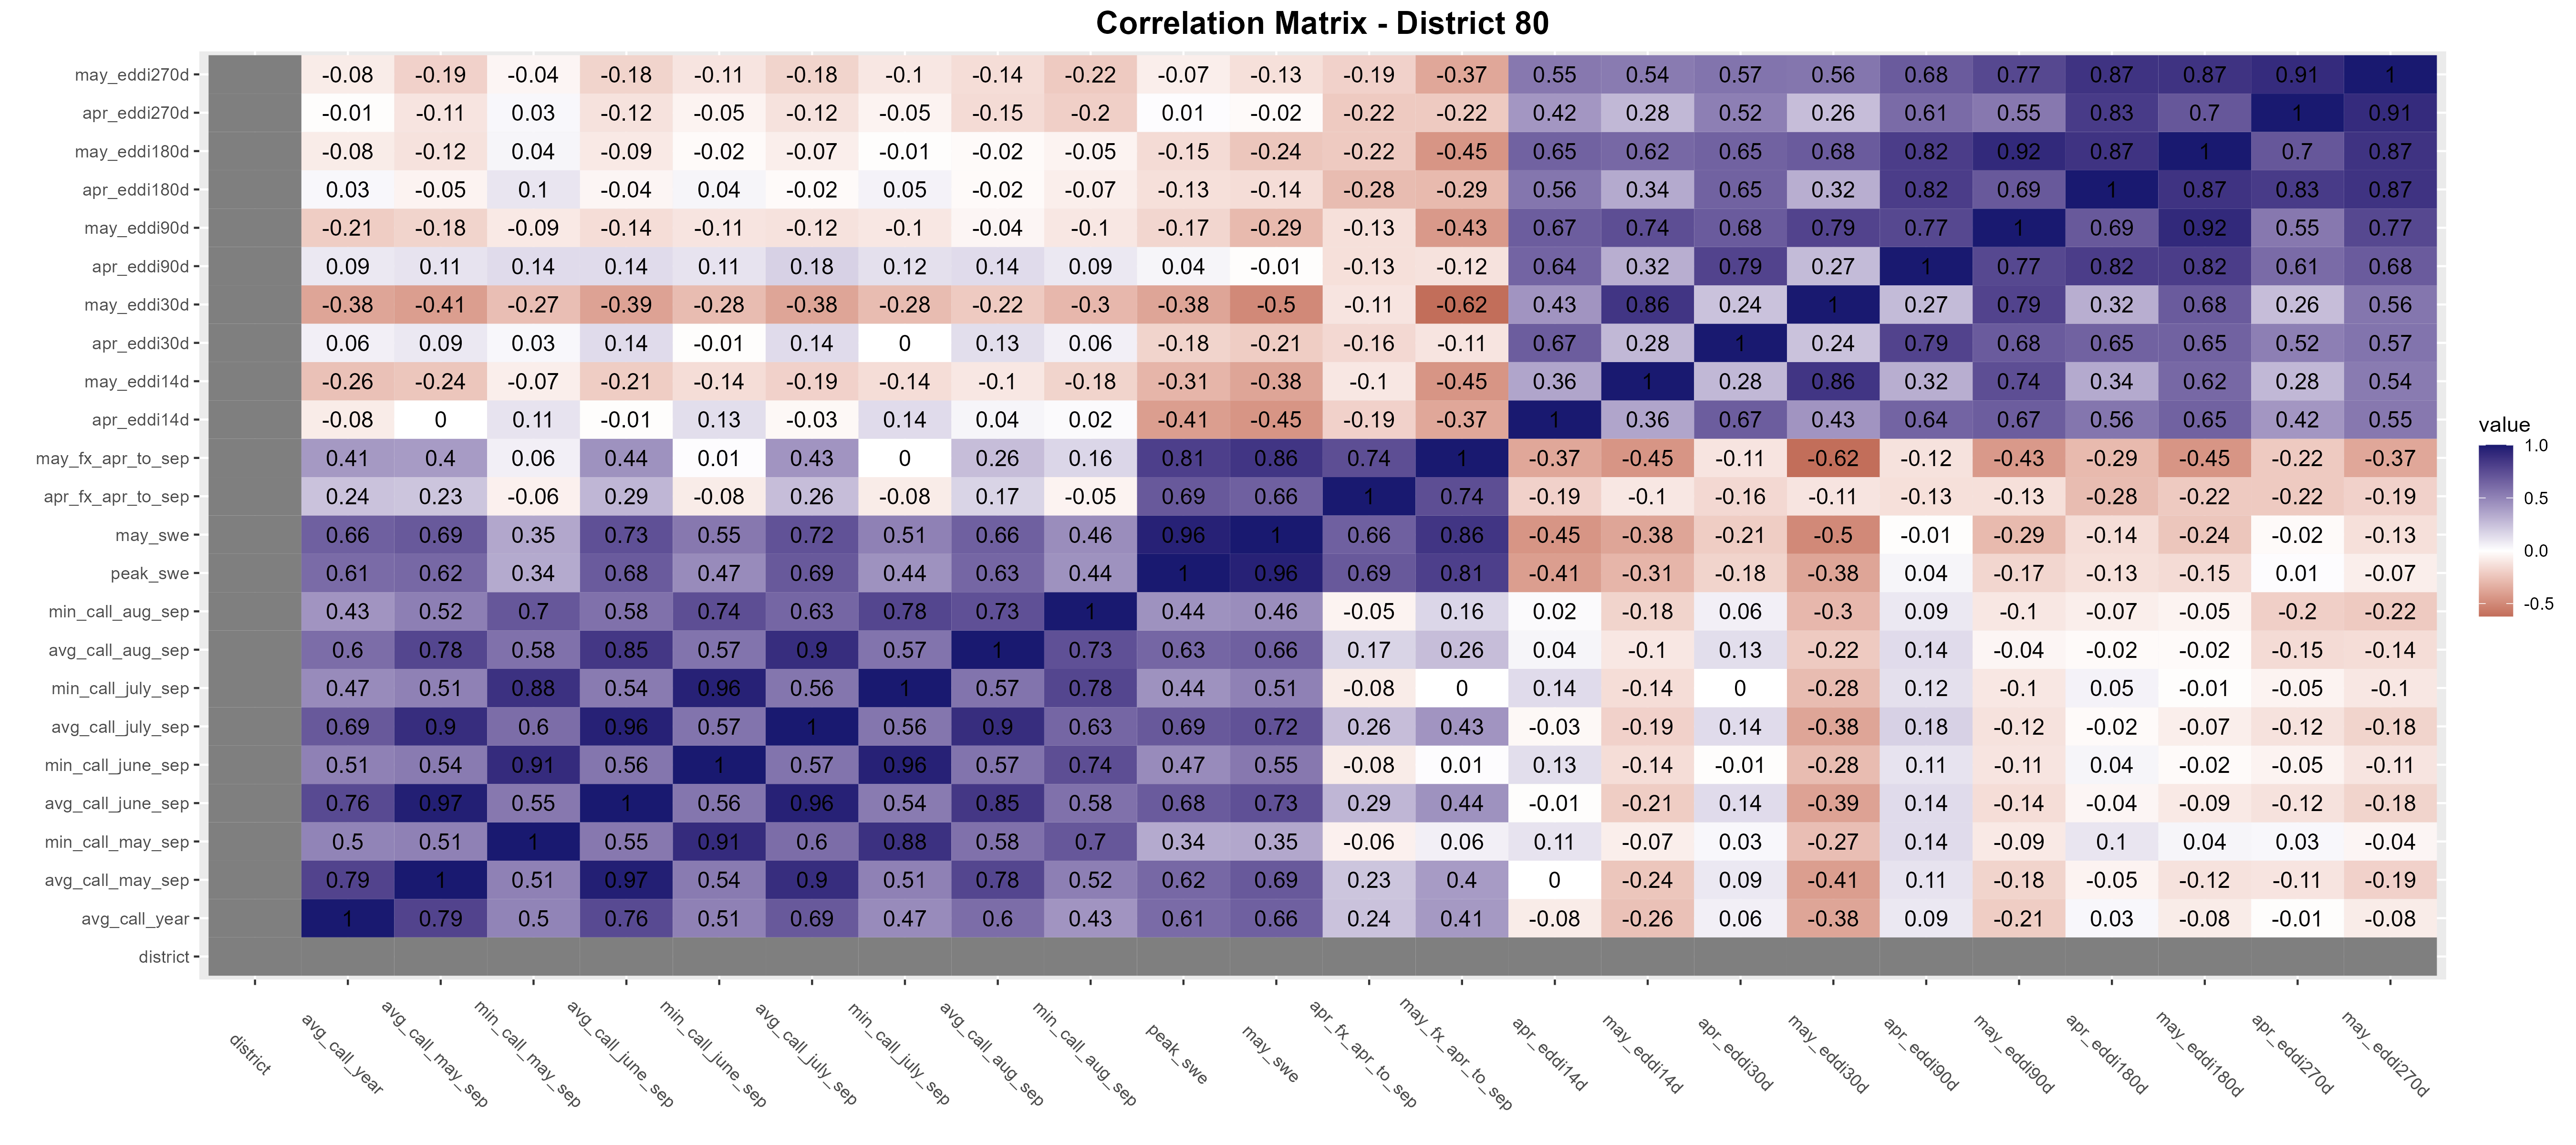 Correlation Matrix - District 80
may_eddi270d -0.08 -0.19 -0.04 -0.18 -0.11 -0.18 -0.1 -0.14 -0.22 -0.07 -0.13 -0.19 -0.37 0.55 0.54 0.57 0.56 0.68 0.77 0.87 0.87 0.91 1
apr_eddi270d -0.01 -0.11 0.03 -0.12 -0.05 -0.12 -0.05 -0.15 -0.2 0.01 -0.02 -0.22 -0.22 0.42 0.28 0.52 0.26 0.61 0.55 0.83 0.7 1 0.91
may_eddi180d -0.08 -0.12 0.04 -0.09 -0.02 -0.07 -0.01 -0.02 -0.05 -0.15 -0.24 -0.22 -0.45 0.65 0.62 0.65 0.68 0.82 0.92 0.87 1 0.7 0.87
apr_eddi180d 0.03 -0.05 0.1 -0.04 0.04 -0.02 0.05 -0.02 -0.07 -0.13 -0.14 -0.28 -0.29 0.56 0.34 0.65 0.32 0.82 0.69 1 0.87 0.83 0.87
may_eddi90d -0.21 -0.18 -0.09 -0.14 -0.11 -0.12 -0.1 -0.04 -0.1 -0.17 -0.29 -0.13 -0.43 0.67 0.74 0.68 0.79 0.77 1 0.69 0.92 0.55 0.77
apr_eddi90d 0.09 0.11 0.14 0.14 0.11 0.18 0.12 0.14 0.09 0.04 -0.01 -0.13 -0.12 0.64 0.32 0.79 0.27 1 0.77 0.82 0.82 0.61 0.68
may_eddi30d -0.38 -0.41 -0.27 -0.39 -0.28 -0.38 -0.28 -0.22 -0.3 -0.38 -0.5 -0.11 -0.62 0.43 0.86 0.24 1 0.27 0.79 0.32 0.68 0.26 0.56
apr_eddi30d 0.06 0.09 0.03 0.14 -0.01 0.14 0 0.13 0.06 -0.18 -0.21 -0.16 -0.11 0.67 0.28 1 0.24 0.79 0.68 0.65 0.65 0.52 0.57
may_eddi14d -0.26 -0.24 -0.07 -0.21 -0.14 -0.19 -0.14 -0.1 -0.18 -0.31 -0.38 -0.1 -0.45 0.36 1 0.28 0.86 0.32 0.74 0.34 0.62 0.28 0.54
apr_eddi14d -0.08 0 0.11 -0.01 0.13 -0.03 0.14 0.04 0.02 -0.41 -0.45 -0.19 -0.37 1 0.36 0.67 0.43 0.64 0.67 0.56 0.65 0.42 0.55
may_fx_apr_to_sep 0.41 0.4 0.06 0.44 0.01 0.43 0 0.26 0.16 0.81 0.86 0.74 1 -0.37 -0.45 -0.11 -0.62 -0.12 -0.43 -0.29 -0.45 -0.22 -0.37
apr_fx_apr_to_sep 0.24 0.23 -0.06 0.29 -0.08 0.26 -0.08 0.17 -0.05 0.69 0.66 1 0.74 -0.19 -0.1 -0.16 -0.11 -0.13 -0.13 -0.28 -0.22 -0.22 -0.19
may_swe 0.66 0.69 0.35 0.73 0.55 0.72 0.51 0.66 0.46 0.96 1 0.66 0.86 -0.45 -0.38 -0.21 -0.5 -0.01 -0.29 -0.14 -0.24 -0.02 -0.13
peak_swe 0.61 0.62 0.34 0.68 0.47 0.69 0.44 0.63 0.44 1 0.96 0.69 0.81 -0.41 -0.31 -0.18 -0.38 0.04 -0.17 -0.13 -0.15 0.01 -0.07
min_call_aug_sep 0.43 0.52 0.7 0.58 0.74 0.63 0.78 0.73 1 0.44 0.46 -0.05 0.16 0.02 -0.18 0.06 -0.3 0.09 -0.1 -0.07 -0.05 -0.2 -0.22
avg_call_aug_sep 0.6 0.78 0.58 0.85 0.57 0.9 0.57 1 0.73 0.63 0.66 0.17 0.26 0.04 -0.1 0.13 -0.22 0.14 -0.04 -0.02 -0.02 -0.15 -0.14
min_call_july_sep 0.47 0.51 0.88 0.54 0.96 0.56 1 0.57 0.78 0.44 0.51 -0.08 0 0.14 -0.14 0 -0.28 0.12 -0.1 0.05 -0.01 -0.05 -0.1
avg_call_july_sep 0.69 0.9 0.6 0.96 0.57 1 0.56 0.9 0.63 0.69 0.72 0.26 0.43 -0.03 -0.19 0.14 -0.38 0.18 -0.12 -0.02 -0.07 -0.12 -0.18
min_call_june_sep 0.51 0.54 0.91 0.56 1 0.57 0.96 0.57 0.74 0.47 0.55 -0.08 0.01 0.13 -0.14 -0.01 -0.28 0.11 -0.11 0.04 -0.02 -0.05 -0.11
avg_call_june_sep 0.76 0.97 0.55 1 0.56 0.96 0.54 0.85 0.58 0.68 0.73 0.29 0.44 -0.01 -0.21 0.14 -0.39 0.14 -0.14 -0.04 -0.09 -0.12 -0.18
min_call_may_sep 0.5 0.51 1 0.55 0.91 0.6 0.88 0.58 0.7 0.34 0.35 -0.06 0.06 0.11 -0.07 0.03 -0.27 0.14 -0.09 0.1 0.04 0.03 -0.04
avg_call_may_sep 0.79 1 0.51 0.97 0.54 0.9 0.51 0.78 0.52 0.62 0.69 0.23 0.4 0 -0.24 0.09 -0.41 0.11 -0.18 -0.05 -0.12 -0.11 -0.19
avg_call_year 1 0.79 0.5 0.76 0.51 0.69 0.47 0.6 0.43 0.61 0.66 0.24 0.41 -0.08 -0.26 0.06 -0.38 0.09 -0.21 0.03 -0.08 -0.01 -0.08
district
district avg_call_year avg_call_may_sep min_call_may_sep avg_call_june_sep min_call_june_sep avg_call_july_sep min_call_july_sep avg_call_aug_sep min_call_aug_sep peak_swe may_swe apr_fx_apr_to_sep may_fx_apr_to_sep apr_eddi14d may_eddi14d apr_eddi30d may_eddi30d apr_eddi90d may_eddi90d apr_eddi180d may_eddi180d apr_eddi270d may_eddi270d
value
1.0
0.5
0.0
-0.5